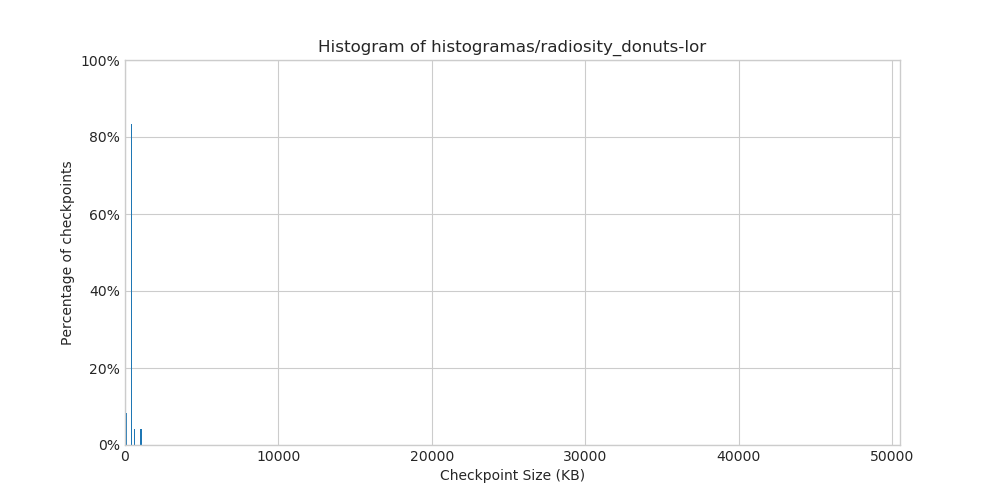 Histogram of histogramas/radiosity_donuts-lor
100%
80%
60%
40%
20%
0%
Percentage of checkpoints
0 10000 20000 30000 40000 50000
Checkpoint Size (KB)